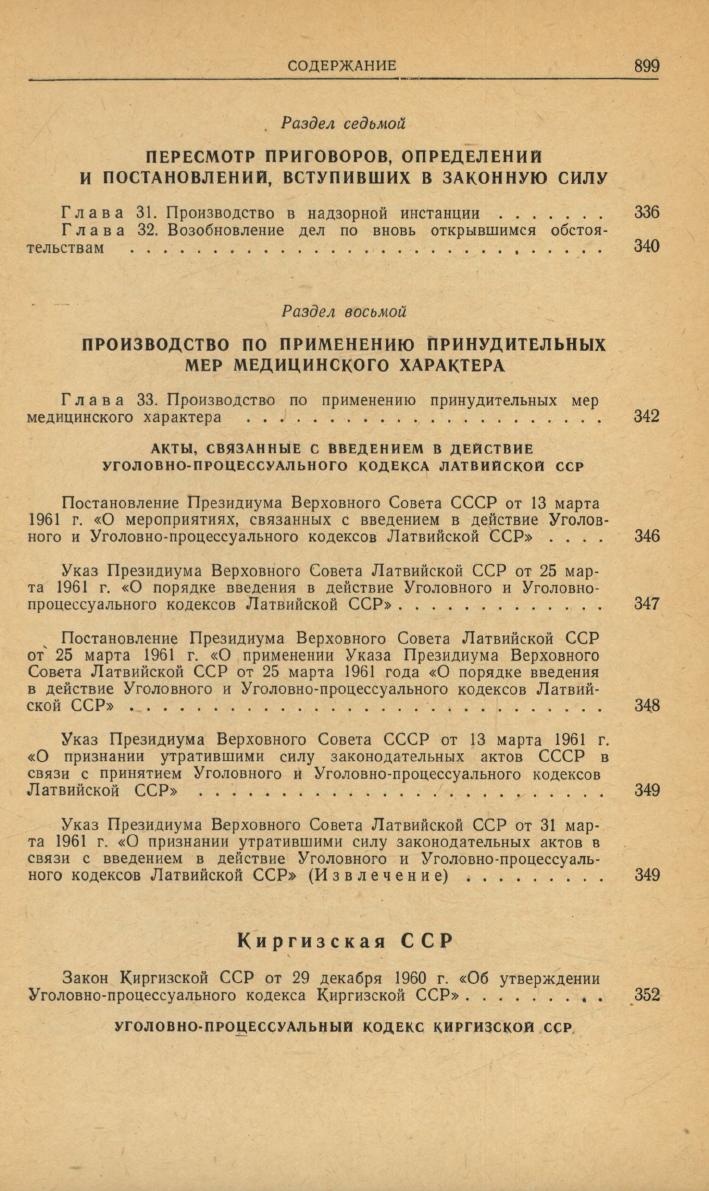 СОДЕРЖАНИЕ 899
Раздел седьмой
ПЕРЕСМОТР ПРИГОВОРОВ, ОПРЕДЕЛЕНИЙ
И ПОСТАНОВЛЕНИЙ, ВСТУПИВШИХ В ЗАКОННУЮ СИЛУ
Глава 31. Производство в надзорной инстанции . . . . . . . 336
Глава 32. Возобновление дел по вновь открывшимся обстоя-
тельствам . . . . . . . . . . . . . . . . . . . . . . . 340
Раздел восьмой
ПРОИЗВОДСТВО ПО ПРИМЕНЕНИЮ ПРИНУДИТЕЛЬНЫХ
МЕР МЕДИЦИНСКОГО ХАРАКТЕРА
Глава 33. Производство по применению принудительных мер
медицинского характера . . . . . . . . . . . . . . . . . . 342
АКТЫ, СВЯЗАННЫЕ С ВВЕДЕНИЕМ В ДЕЙСТВИЕ
УГОЛОВНО-ПРОЦЕССУАЛЬНОГО КОДЕКСА ЛАТВИЙСКОЙ ССР
Постановление Президиума Верховного Совета СССР от 13 марта
1961 г. «О мероприятиях, связанных с введением в действие Уголов-
ного и Уголовно-процессуального кодексов Латвийской ССР» . . . . 346
Указ Президиума Верховного Совета Латвийской ССР от 25 мар-
та 1961 г. «О порядке введения в действие Уголовного и Уголовно-
процессуального кодексов Латвийской ССР» . . . . . . . . . . . . 347
Постановление Президиума Верховного Совета Латвийской ССР
от 25 марта 1961 г. «О применении Указа Президиума Верховного
Совета Латвийской ССР от 25 марта 1961 года «О порядке введения
в действие Уголовного и Уголовно-процессуального кодексов Латвий-
ской ССР» . . . . . . . . . . . . . . . . . . . . . . . . 348
Указ Президиума Верховного Совета СССР от 13 марта 1961 г.
«О признании утратившими силу законодательных актов СССР в
связи с принятием Уголовного и Уголовно-процессуального кодексов
Латвийской ССР» . . . . . . . . . . . . . . . . . . . . . 349
Указ Президиума Верховного Совета Латвийской ССР от 31 мар-
та 1961 г. «О признании утратившими силу законодательных актов в
связи с введением в действие Уголовного и Уголовно-процессуаль-
ного кодексов Латвийской ССР» (Извлечение) . . . . . . . . . 349
Киргизская ССР
Закон Киргизской ССР от 29 декабря 1960 г. «Об утверждении
Уголовно-процессуального кодекса Киргизской ССР» . . . . . . . . . 352
УГОЛОВНО-ПРОЦЕССУАЛЬНЫЙ КОДЕКС КИРГИЗСКОЙ ССР